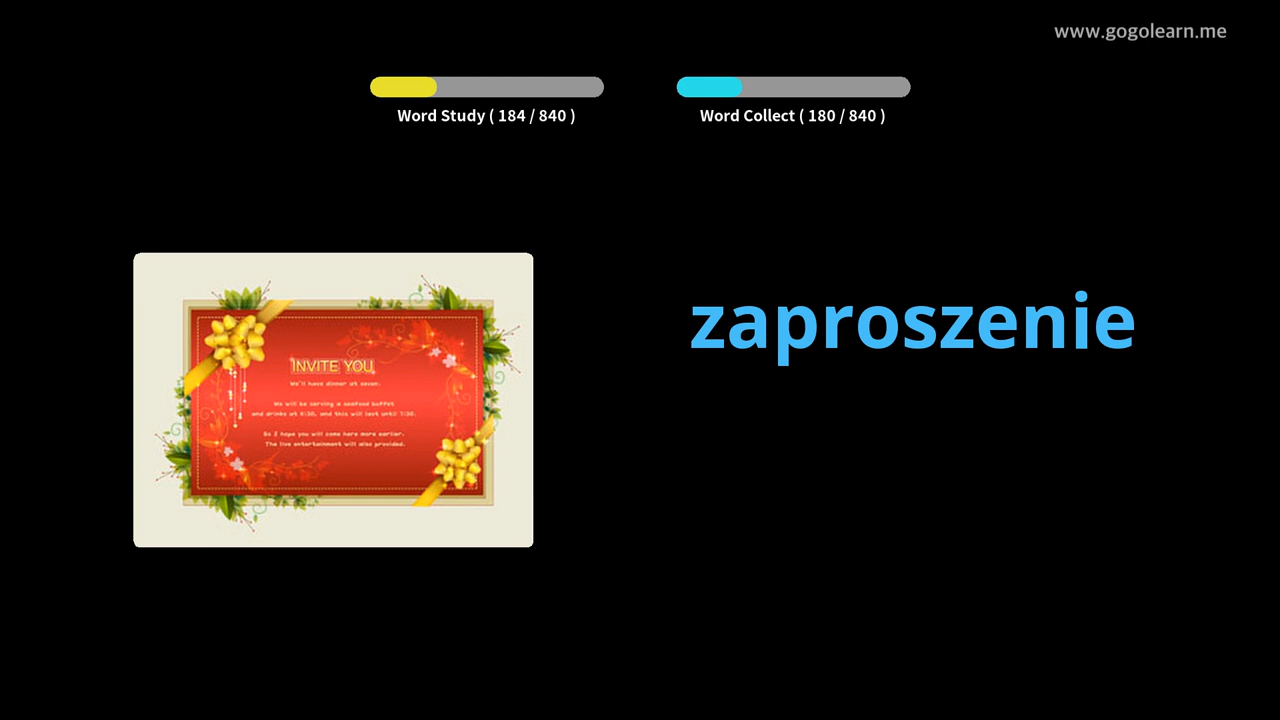 www.gogolearn.me
Word Study ( 184 / 840 )
Word Collect ( 180 / 840 )
zaproszenie
INVITE YOU
We'll have dinner at seven.
We will be serving a seafood buffet
and drinks at 6:30, and this will last until 7:30.
So I hope you will come here more earlier.
The live entertainment will also provided.